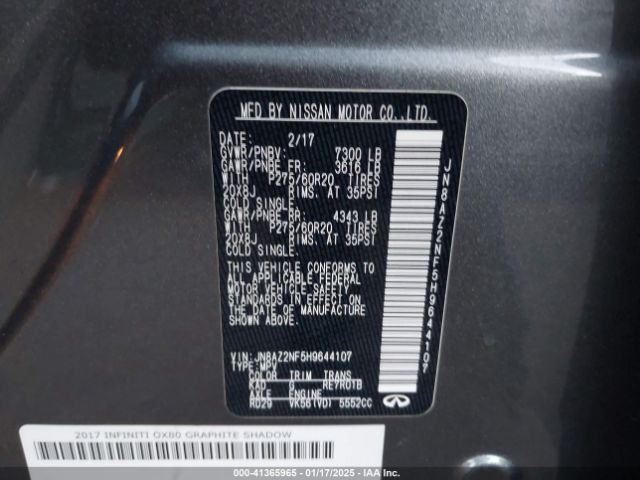 MFD BY NISSAN MOTOR CO.,LTD.
DATE: 2/17
GVWR/PNBV: 7300 LB
GAWR/PNBE FR: 3616 LB
WITH P275/60R20 TIRES
20X8J RIMS. AT 35PSI
COLD SINGLE.
GAWR/PNBE RR: 4343 LB
WITH P275/60R20 TIRES
20X8J RIMS. AT 35PSI
COLD SINGLE.
THIS VEHICLE CONFORMS TO
ALL APPLICABLE FEDERAL
MOTOR VEHICLE SAFETY
STANDARDS IN EFFECT ON
THE DATE OF MANUFACTURE
SHOWN ABOVE.
VIN: JN8AZ2NF5H9644107
TYPE:MPV
COLOR TRIM TRANS
KAD G RE7R01B
AXLE ENGINE
RD29 VK56(VD) 5552CC
JN8AZ2NF5H9644107
INFINITI
2017 INFINITI QX80 GRAPHITE SHADOW
000-41365965 - 01/17/2025 - IAA Inc.